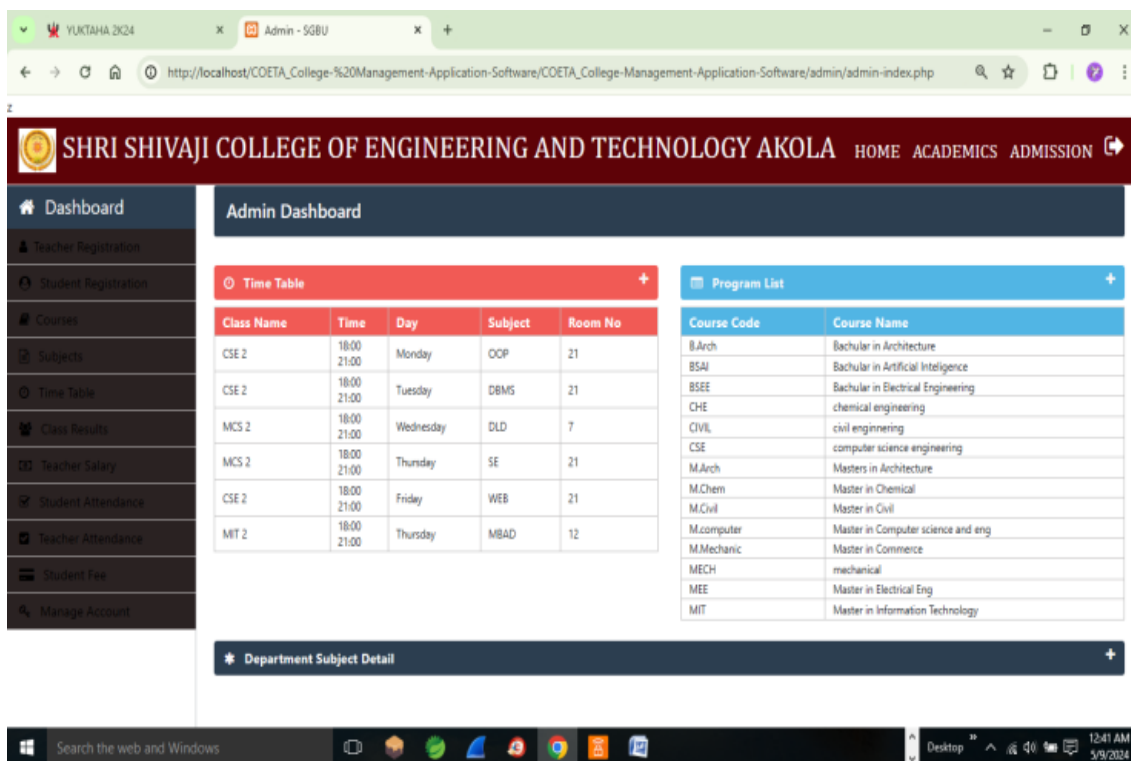 YUKTAHA 2K24
Admin - SGBU
http://localhost/COETA_College-%20Management-Application-Software/COETA_College-Management-Application-Software/admin/admin-index.php
z
SHRI SHIVAJI COLLEGE OF ENGINEERING AND TECHNOLOGY AKOLA HOME ACADEMICS ADMISSION
Dashboard
Teacher Registration
Student Registration
Courses
Subjects
Time Table
Class Results
Teacher Salary
Student Attendance
Teacher Attendance
Student Fee
Manage Account
Admin Dashboard
Time Table +
Class Name Time Day Subject Room No
CSE 2 18:00 21:00 Monday OOP 21
CSE 2 18:00 21:00 Tuesday DBMS 21
MCS 2 18:00 21:00 Wednesday DLD 7
MCS 2 18:00 21:00 Thursday SE 21
CSE 2 18:00 21:00 Friday WEB 21
MIT 2 18:00 21:00 Thursday MBAD 12
Program List +
Course Code Course Name
B.Arch Bachular in Architecture
BSAI Bachular in Artificial Inteligence
BSEE Bachular in Electrical Engineering
CHE chemical engineering
CIVIL civil enginnering
CSE computer science engineering
M.Arch Masters in Architecture
M.Chem Master in Chemical
M.Civil Master in Civil
M.computer Master in Computer science and eng
M.Mechanic Master in Commerce
MECH mechanical
MEE Master in Electrical Eng
MIT Master in Information Technology
Department Subject Detail +
Search the web and Windows
Desktop
12:41 AM
5/9/2024